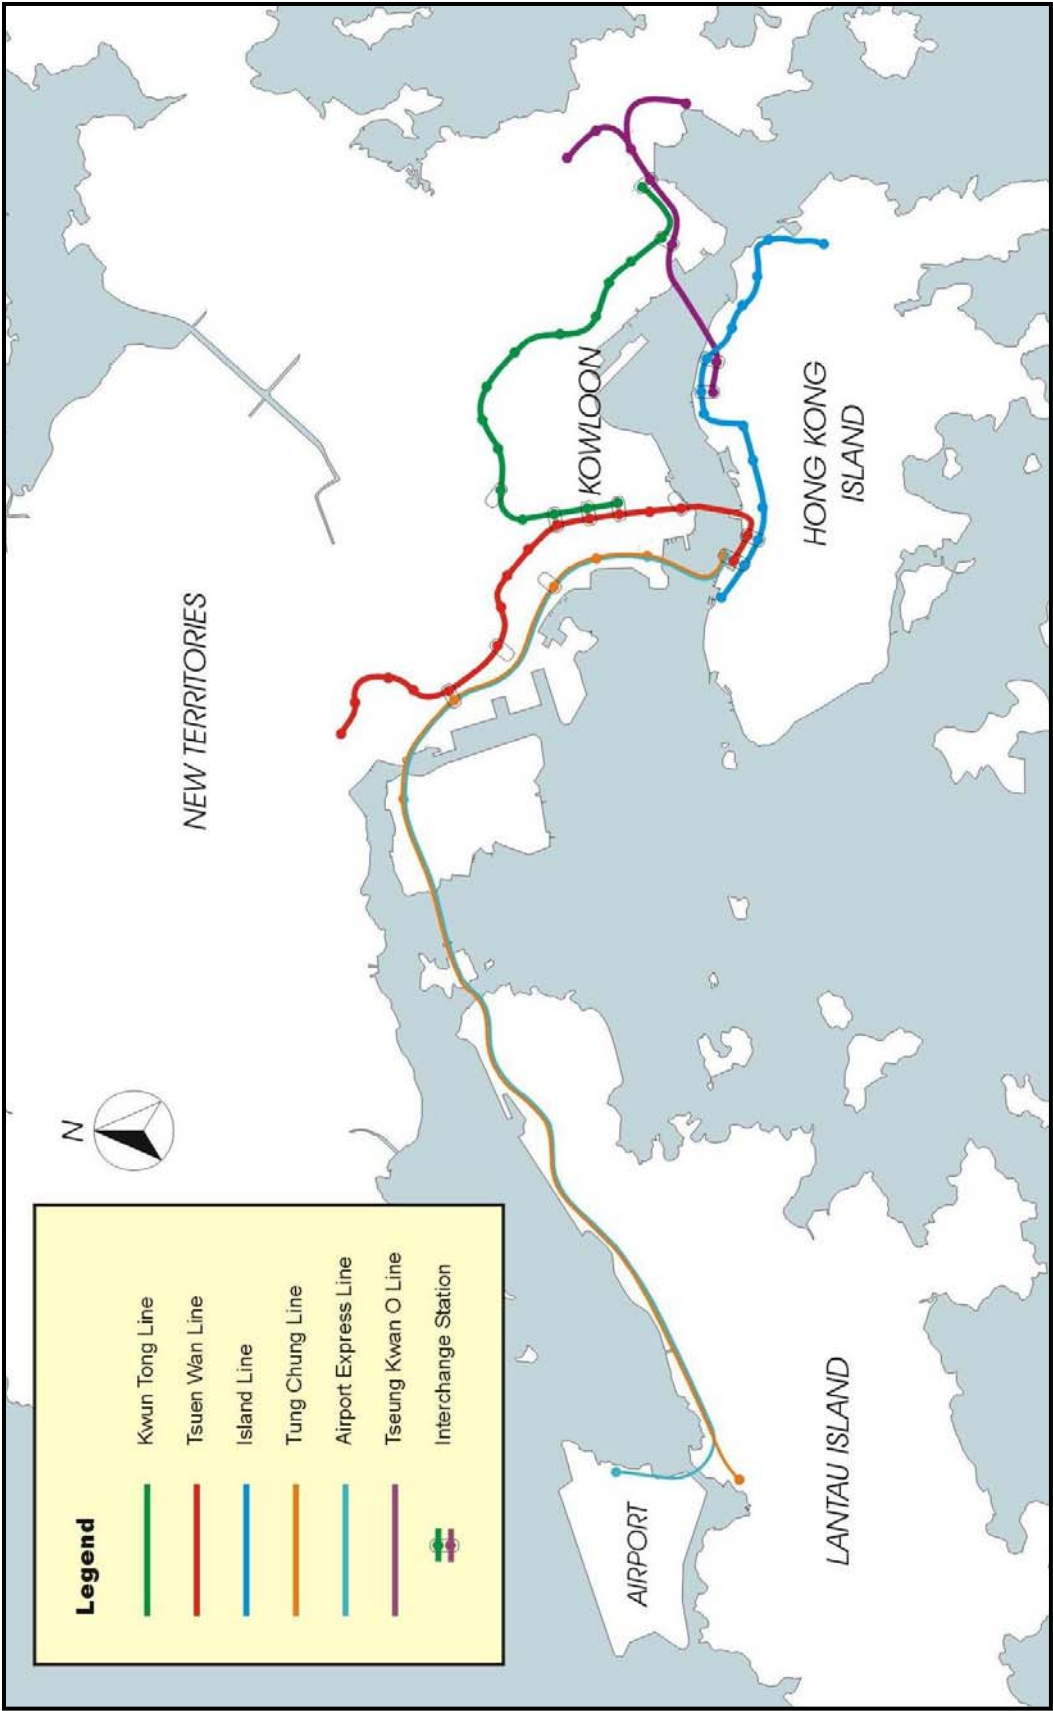 N
NEW TERRITORIES
KOWLOON
HONG KONG
ISLAND
Legend
Kwun Tong Line
Tsuen Wan Line
Island Line
Tung Chung Line
Airport Express Line
Tseung Kwan O Line
Interchange Station
AIRPORT
LANTAU ISLAND